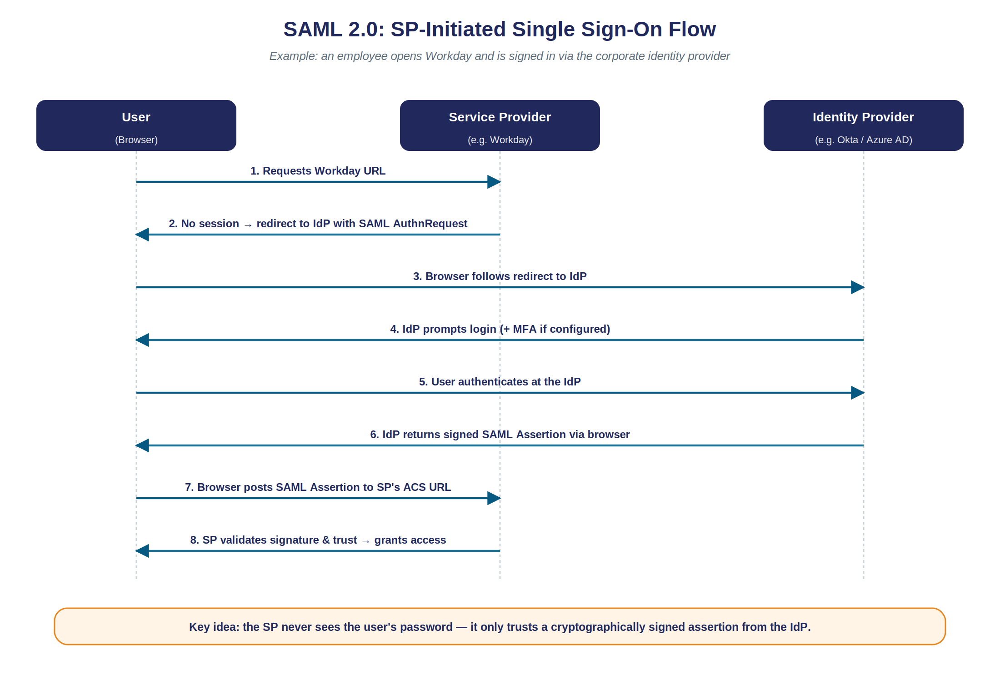 SAML 2.0: SP-Initiated Single Sign-On Flow
Example: an employee opens Workday and is signed in via the corporate identity provider
User
(Browser)
Service Provider
(e.g. Workday)
Identity Provider
(e.g. Okta / Azure AD)
1. Requests Workday URL
2. No session → redirect to IdP with SAML AuthnRequest
3. Browser follows redirect to IdP
4. IdP prompts login (+ MFA if configured)
5. User authenticates at the IdP
6. IdP returns signed SAML Assertion via browser
7. Browser posts SAML Assertion to SP's ACS URL
8. SP validates signature & trust → grants access
Key idea: the SP never sees the user's password — it only trusts a cryptographically signed assertion from the IdP.